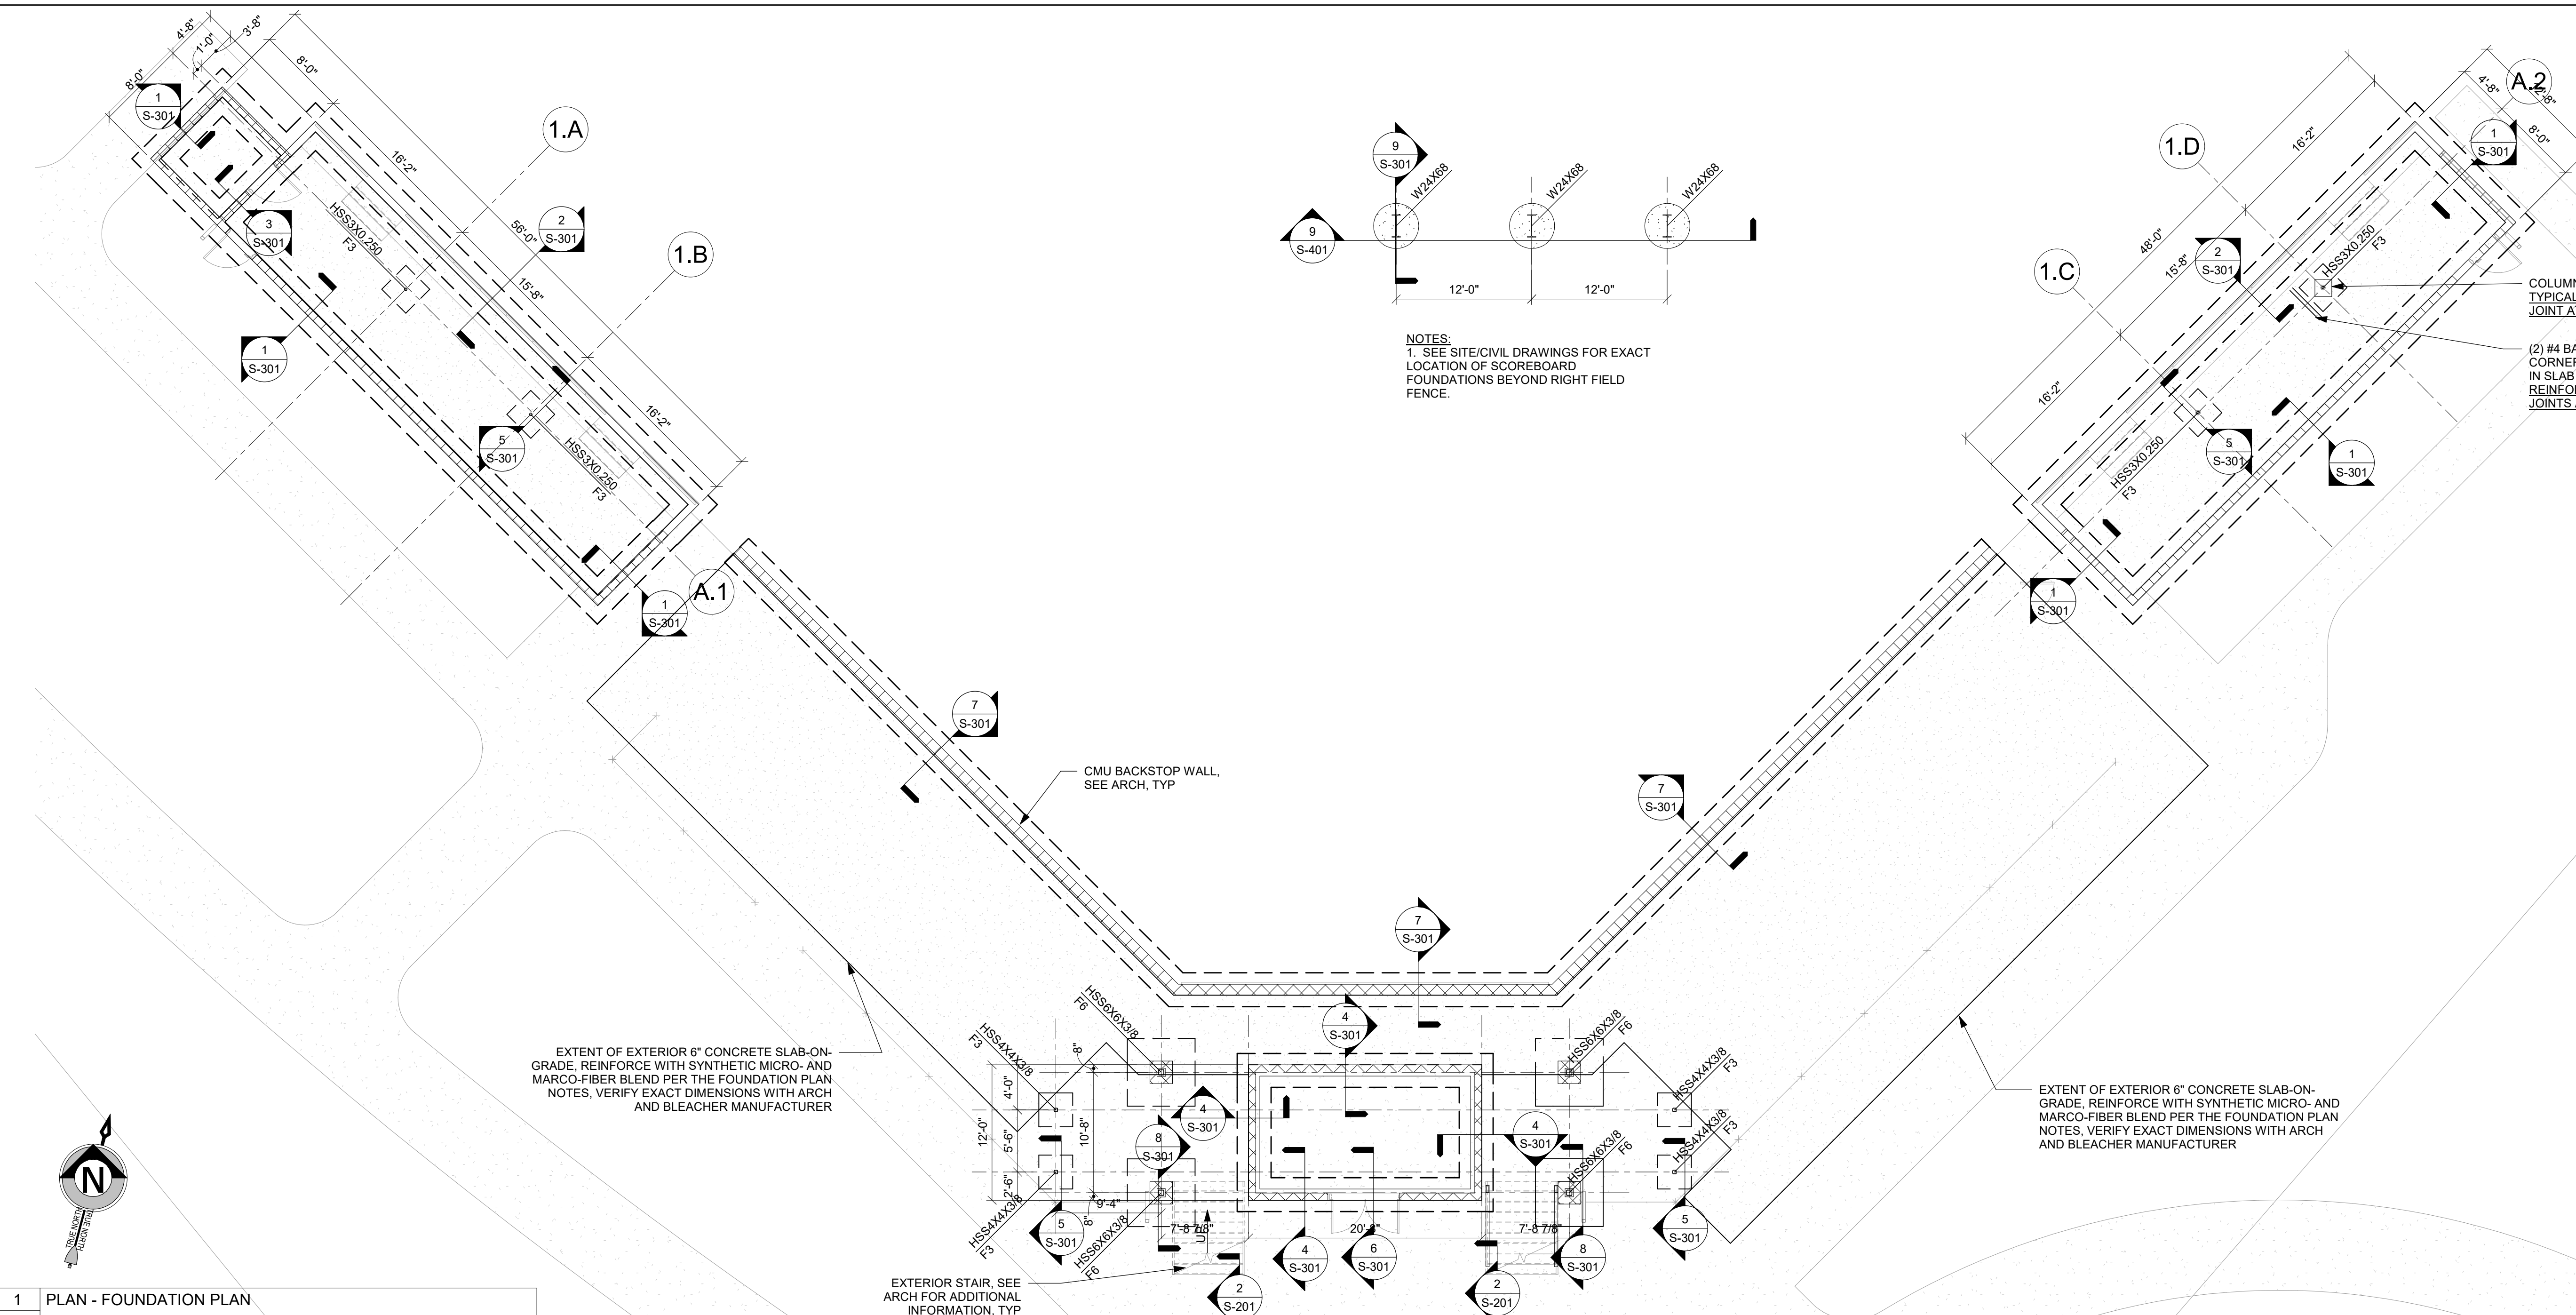 4'-8"
3'-8"
1'-0"
8'-0"
8'-0"
1
S-301
16'-2"
1.A
56'-0"
2
S-301
1.B
3
S-301
HSS3X0.250
F3
15'-8"
1
S-301
5
S-301
HSS3X0.250
F3
16'-2"
1
S-301
A.1
9
S-301
W24X68
W24X68
W24X68
9
S-401
12'-0"
12'-0"
NOTES:
1. SEE SITE/CIVIL DRAWINGS FOR EXACT
LOCATION OF SCOREBOARD
FOUNDATIONS BEYOND RIGHT FIELD
FENCE.
A.2
4'-8"
8'-0"
1
S-301
1.D
16'-2"
48'-0"
15'-8"
2
S-301
1.C
HSS3X0.250
F3
COLUMN
TYPICAL
(2) #4
IN SLAB
16'-2"
HSS3X0.250
F3
5
S-301
1
S-301
1
S-301
7
S-301
CMU BACKSTOP WALL,
SEE ARCH, TYP
7
S-301
7
S-301
4
S-301
HSS6X6X3/8
F6
HSS4X4X3/8
F3
HSS6X6X3/8
F6
HSS4X4X3/8
F3
EXTENT OF EXTERIOR 6" CONCRETE SLAB-ON-
GRADE, REINFORCE WITH SYNTHETIC MICRO- AND
MARCO-FIBER BLEND PER THE FOUNDATION PLAN
NOTES, VERIFY EXACT DIMENSIONS WITH ARCH
AND BLEACHER MANUFACTURER
EXTENT OF EXTERIOR 6" CONCRETE SLAB-ON-
GRADE, REINFORCE WITH SYNTHETIC MICRO- AND
MARCO-FIBER BLEND PER THE FOUNDATION PLAN
NOTES, VERIFY EXACT DIMENSIONS WITH ARCH
AND BLEACHER MANUFACTURER
8"
4'-0"
12'-0"
5'-6"
10'-8"
2'-6"
8"
9'-4"
4
S-301
8
S-301
4
S-301
HSS6X6X3/8
F6
HSS4X4X3/8
F3
HSS4X4X3/8
F3
HSS6X6X3/8
F6
5
S-301
7'-8 7/8"
UP
20'-8"
7'-8 7/8"
4
S-301
6
S-301
8
S-301
5
S-301
2
S-201
2
S-201
EXTERIOR STAIR, SEE
ARCH FOR ADDITIONAL
INFORMATION, TYP
N
TRUE NORTH
TRUE NORTH
1 PLAN - FOUNDATION PLAN